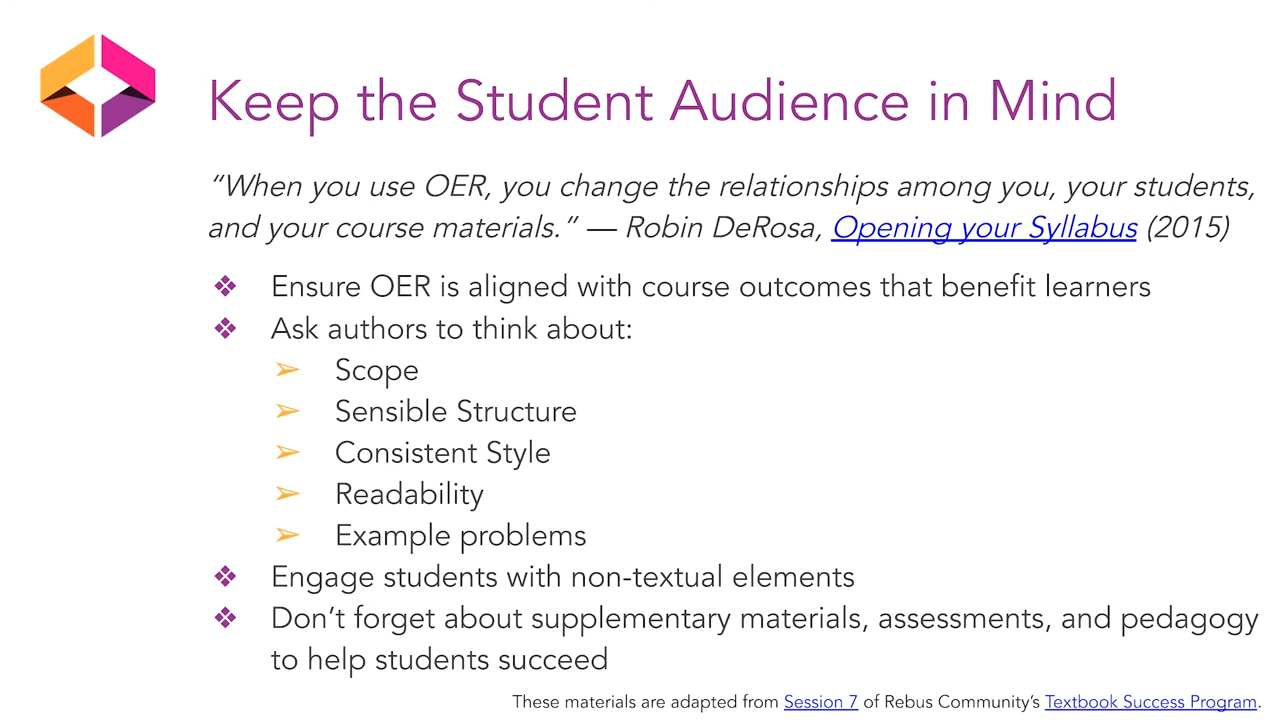 Keep the Student Audience in Mind
“When you use OER, you change the relationships among you, your students,
and your course materials.” — Robin DeRosa, Opening your Syllabus (2015)
❖ Ensure OER is aligned with course outcomes that benefit learners
❖ Ask authors to think about:
➢ Scope
➢ Sensible Structure
➢ Consistent Style
➢ Readability
➢ Example problems
❖ Engage students with non-textual elements
❖ Don’t forget about supplementary materials, assessments, and pedagogy
to help students succeed
These materials are adapted from Session 7 of Rebus Community’s Textbook Success Program.